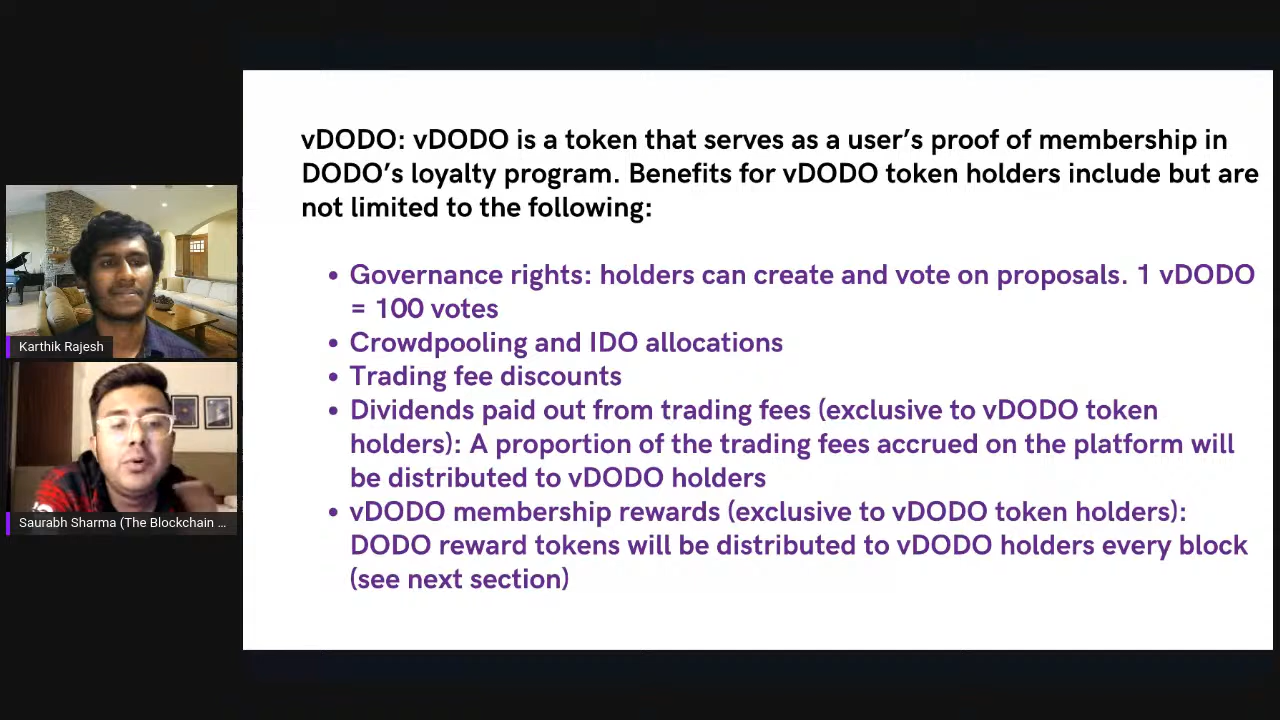 vDODO: vDODO is a token that serves as a user's proof of membership in
DODO's loyalty program. Benefits for vDODO token holders include but are
not limited to the following:
• Governance rights: holders can create and vote on proposals. 1 vDODO
= 100 votes
• Crowdpooling and IDO allocations
• Trading fee discounts
• Dividends paid out from trading fees (exclusive to vDODO token
holders): A proportion of the trading fees accrued on the platform will
be distributed to vDODO holders
• vDODO membership rewards (exclusive to vDODO token holders):
DODO reward tokens will be distributed to vDODO holders every block
(see next section)
Karthik Rajesh
Saurabh Sharma (The Blockchain ...